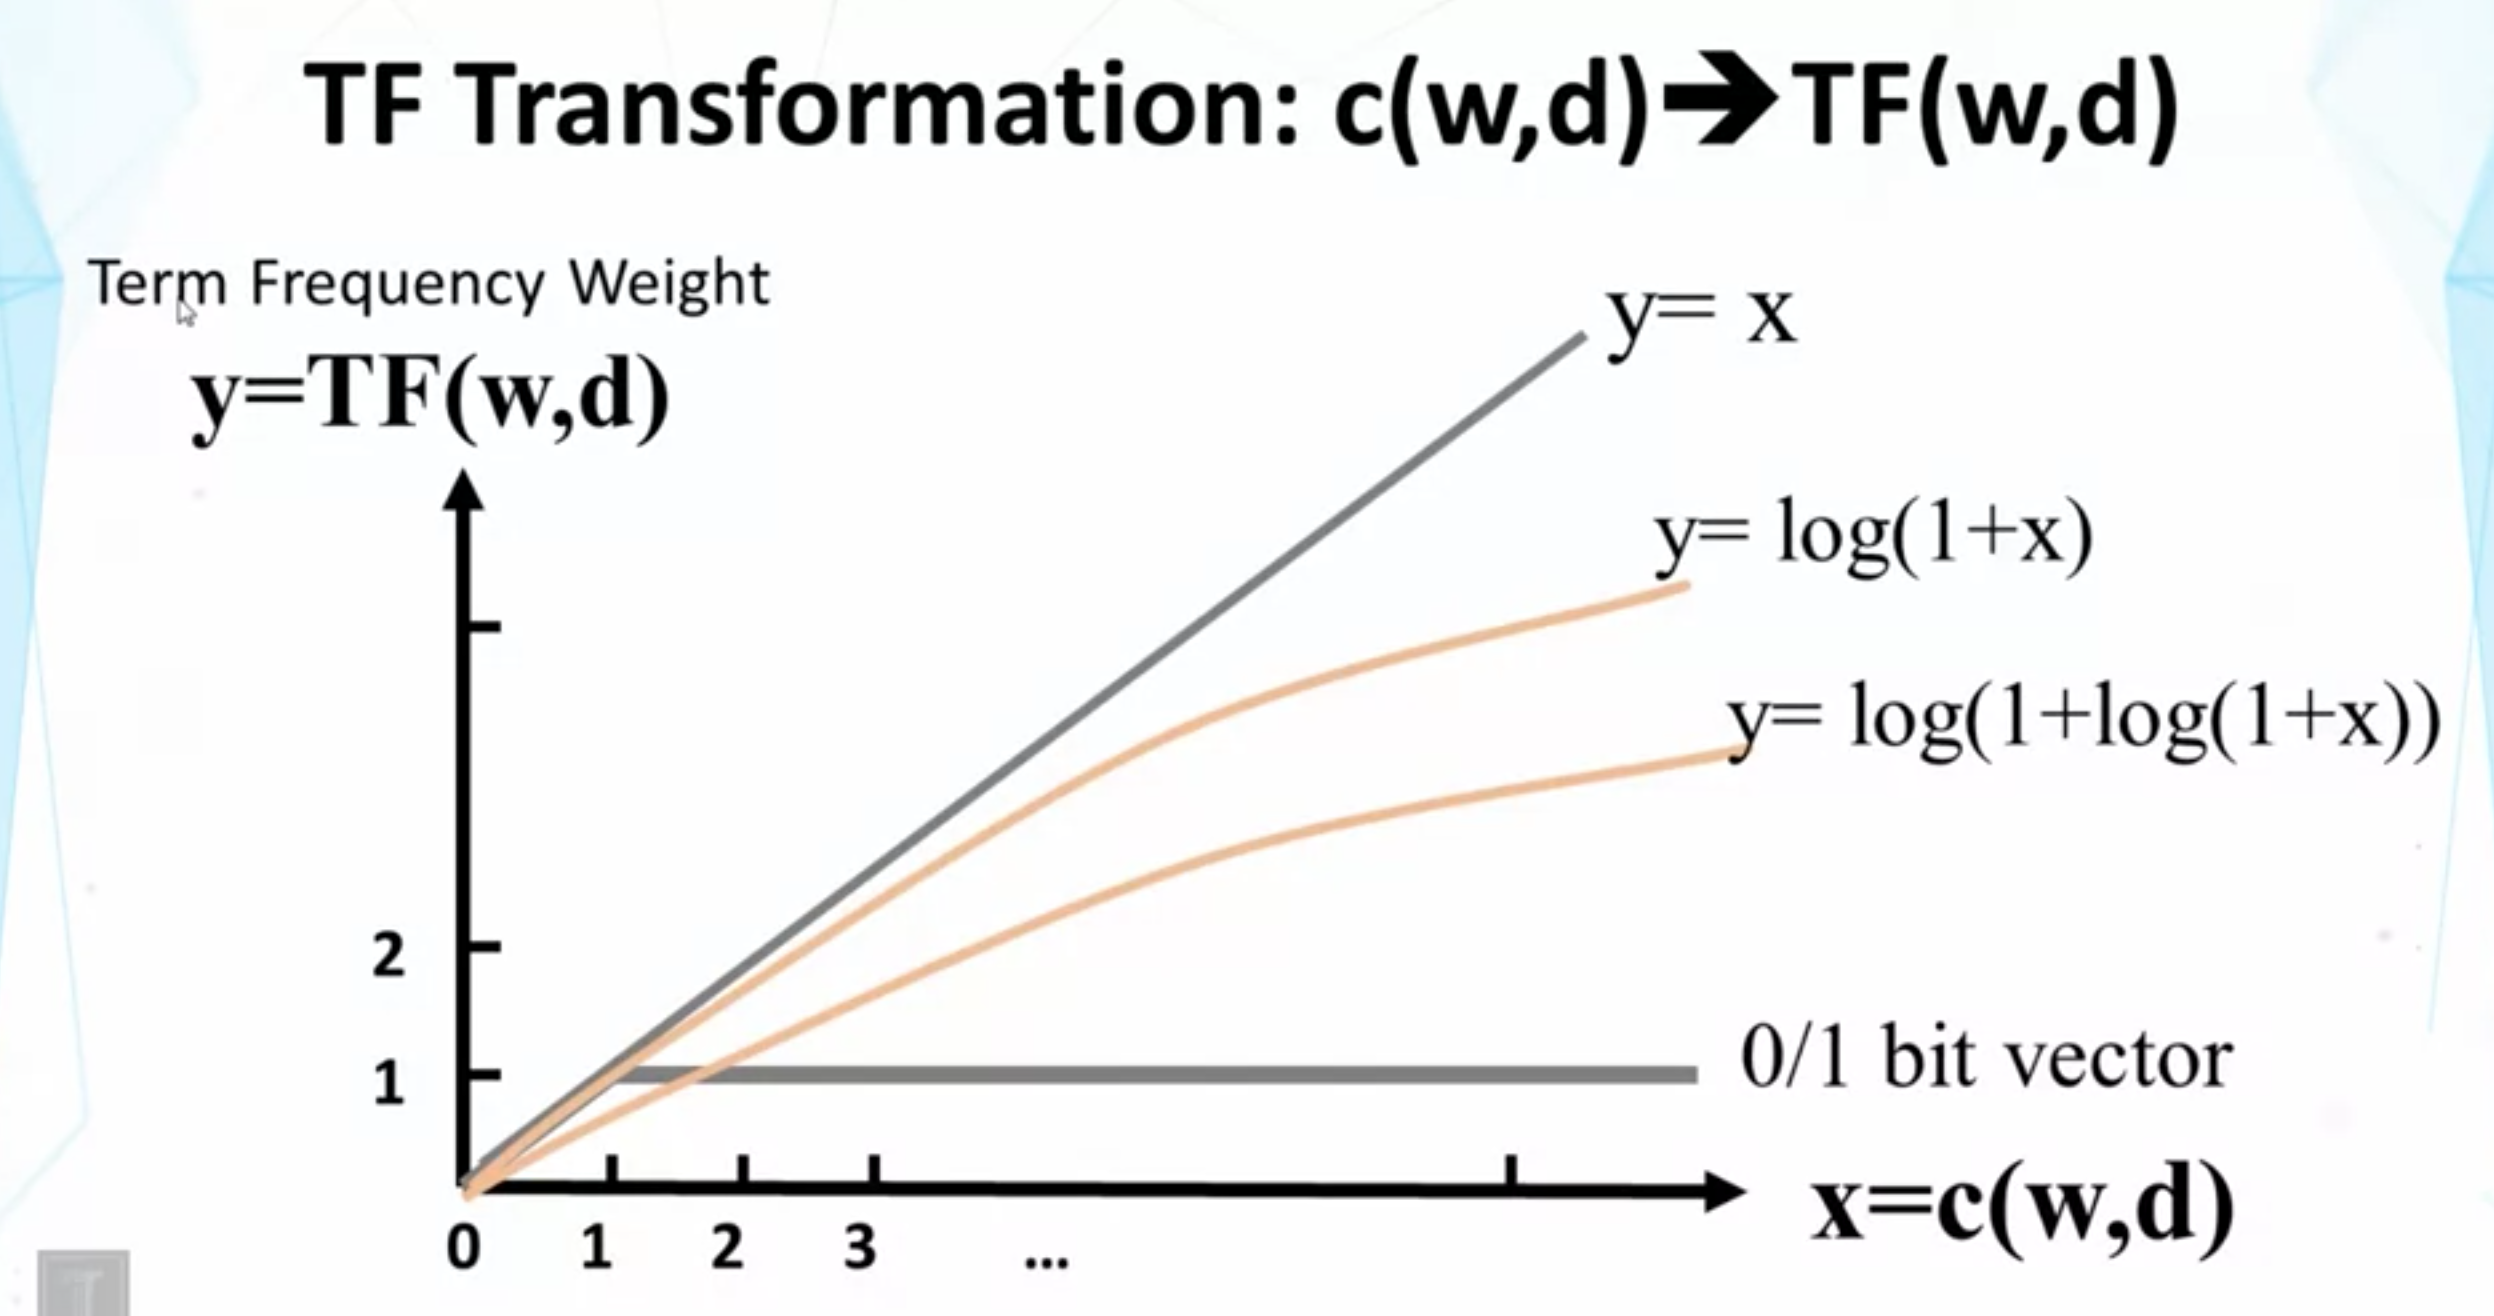 TF Transformation: c(w,d)➔TF(w,d)
Term Frequency Weight
y=TF(w,d)
y= x
y= log(1+x)
y= log(1+log(1+x))
2
1
0/1 bit vector
x=c(w,d)
0 1 2 3 ...